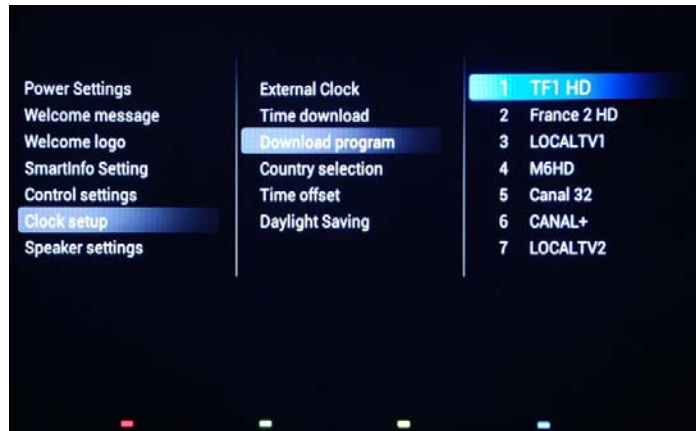 Power Settings
Welcome message
Welcome logo
SmartInfo Setting
Control settings
Clock setup
Speaker settings
External Clock
Time download
Download program
Country selection
Time offset
Daylight Saving
1 TF1 HD
2 France 2 HD
3 LOCALTV1
4 M6HD
5 Canal 32
6 CANAL+
7 LOCALTV2